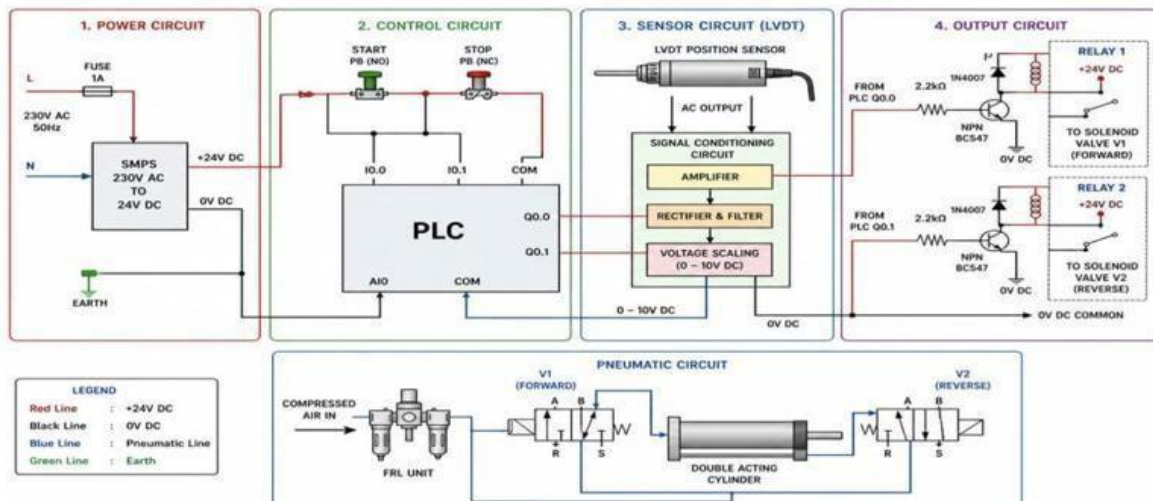 1. POWER CIRCUIT
L
FUSE
1A
230V AC
50Hz
N
SMPS
230V AC
TO
24V DC
+24V DC
0V DC
EARTH
2. CONTROL CIRCUIT
START
PB (NO)
STOP
PB (NC)
I0.0
I0.1
COM
PLC
Q0.0
Q0.1
AI0
COM
3. SENSOR CIRCUIT (LVDT)
LVDT POSITION SENSOR
AC OUTPUT
SIGNAL CONDITIONING
CIRCUIT
AMPLIFIER
RECTIFIER & FILTER
VOLTAGE SCALING
(0 – 10V DC)
0 – 10V DC
0V DC
4. OUTPUT CIRCUIT
FROM
PLC Q0.0
2.2kΩ
1N4007
NPN
BC547
0V DC
RELAY 1
+24V DC
TO SOLENOID
VALVE V1
(FORWARD)
FROM
PLC Q0.1
2.2kΩ
1N4007
NPN
BC547
0V DC
RELAY 2
+24V DC
TO SOLENOID
VALVE V2
(REVERSE)
0V DC COMMON
LEGEND
Red Line : +24V DC
Black Line : 0V DC
Blue Line : Pneumatic Line
Green Line : Earth
PNEUMATIC CIRCUIT
COMPRESSED
AIR IN
FRL UNIT
V1
(FORWARD)
A B
R S
DOUBLE ACTING
CYLINDER
V2
(REVERSE)
A B
R S